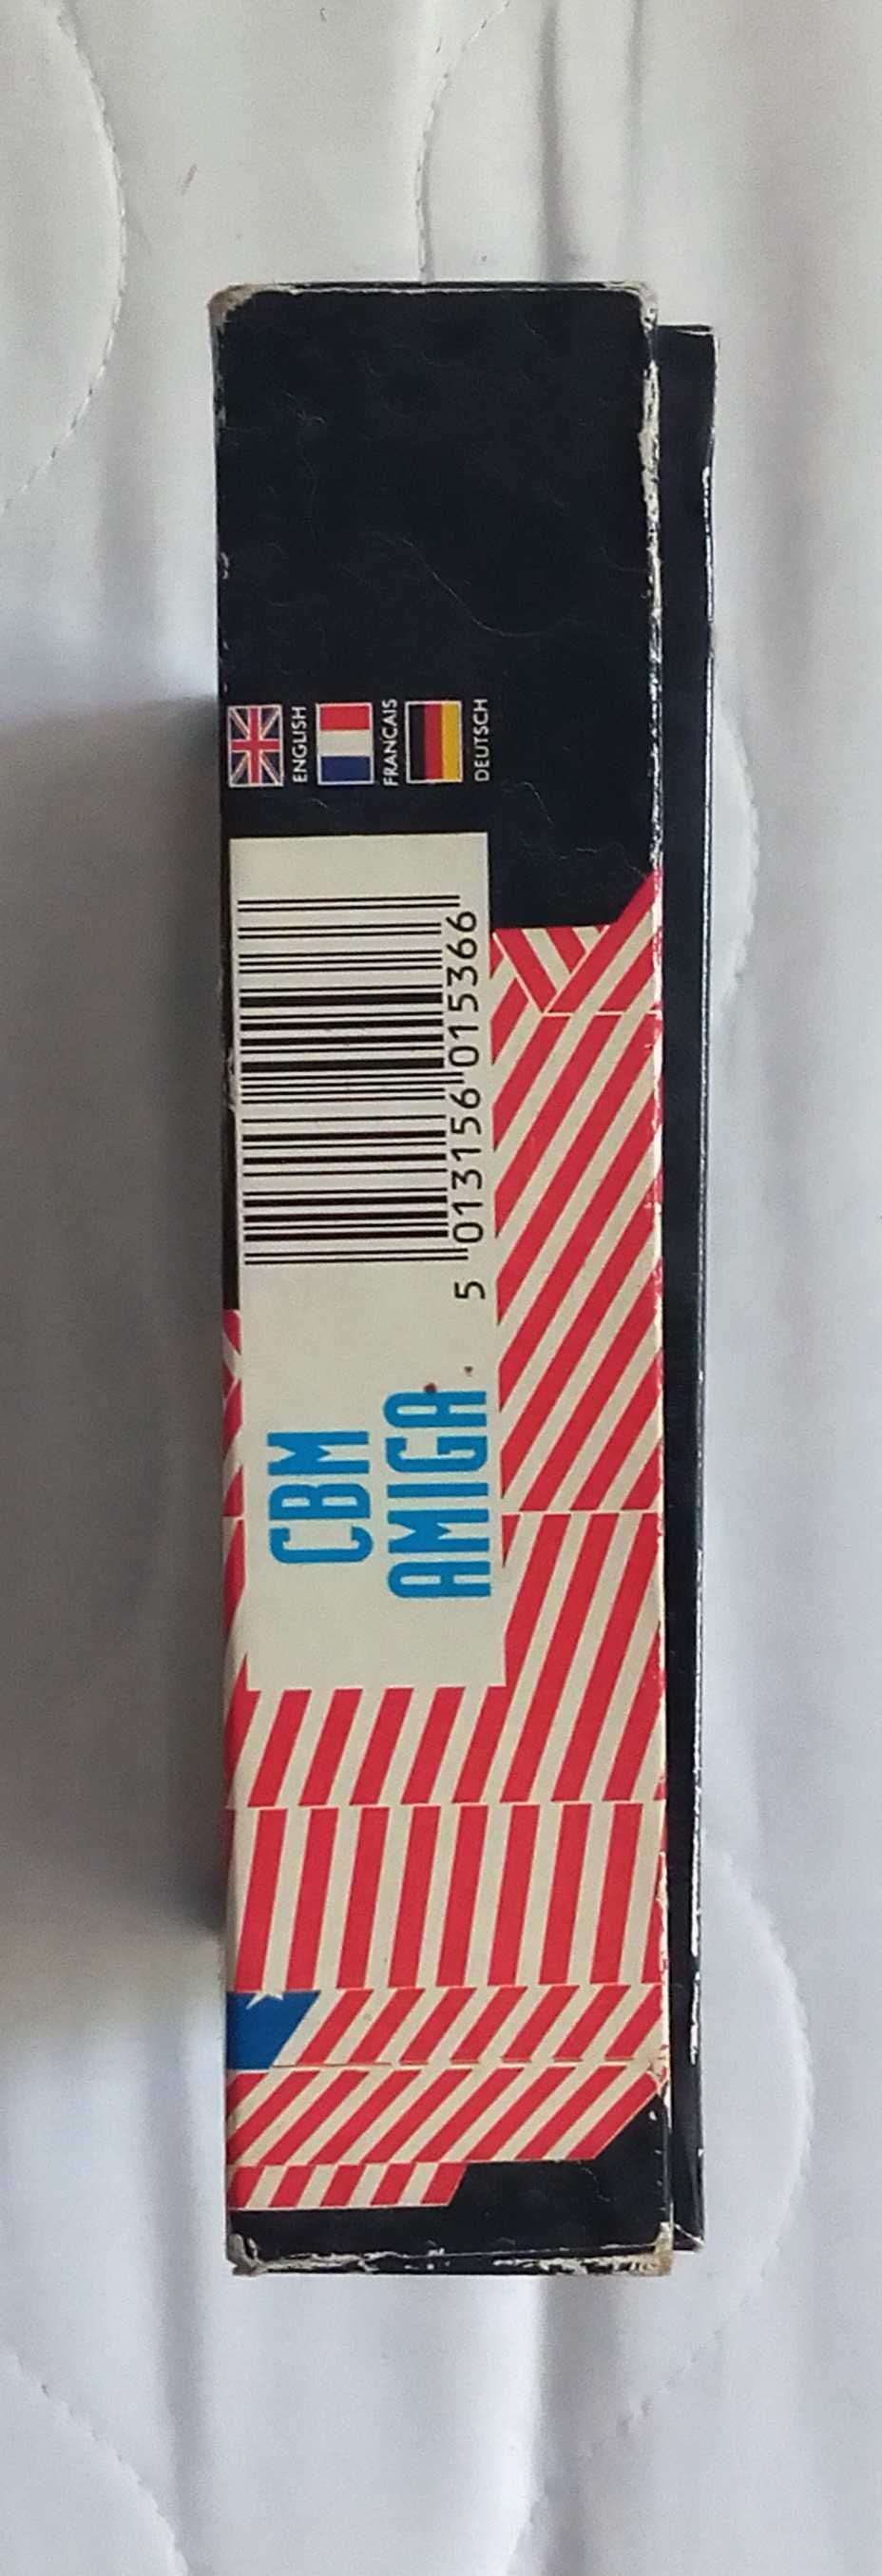 CBM
AMIGA
5 013156 015366
ENGLISH
FRANCAIS
DEUTSCH